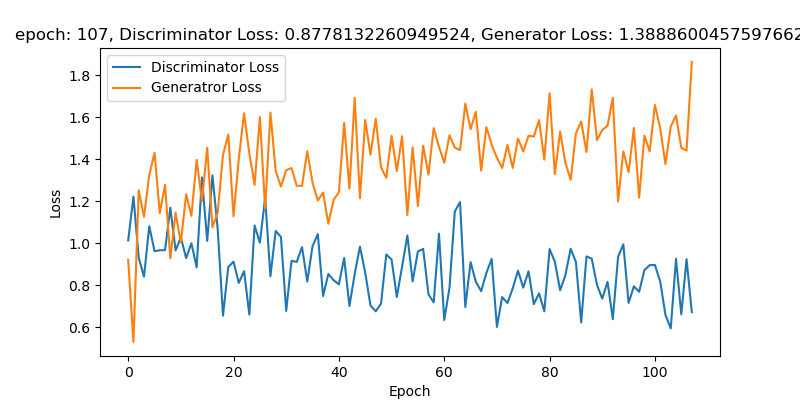 epoch: 107, Discriminator Loss: 0.8778132260949524, Generator Loss: 1.3888600457597662
Discriminator Loss
Generatror Loss
1.8
1.6
1.4
1.2
1.0
0.8
0.6
Loss
0
20
40
60
80
100
Epoch